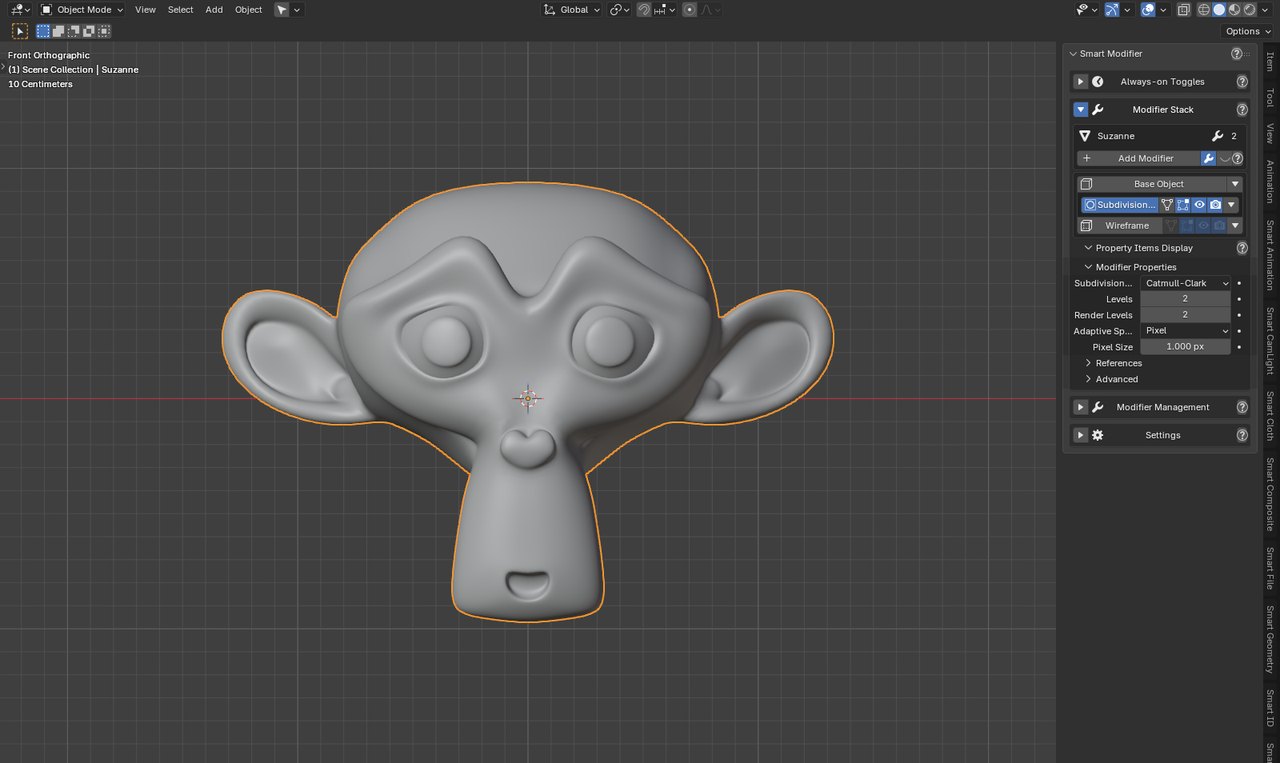 Object Mode View Select Add Object Global
Options
Front Orthographic
(1) Scene Collection | Suzanne
10 Centimeters
Smart Modifier
Always-on Toggles
Modifier Stack
Suzanne 2
Add Modifier
Base Object
Subdivision...
Wireframe
Property Items Display
Modifier Properties
Subdivision... Catmull-Clark
Levels 2
Render Levels 2
Adaptive Sp... Pixel
Pixel Size 1.000 px
References
Advanced
Modifier Management
Settings
Item
Tool
View
Animation
Smart Animation
Smart CamLight
Smart Cloth
Smart Composite
Smart File
Smart Geometry
Smart ID